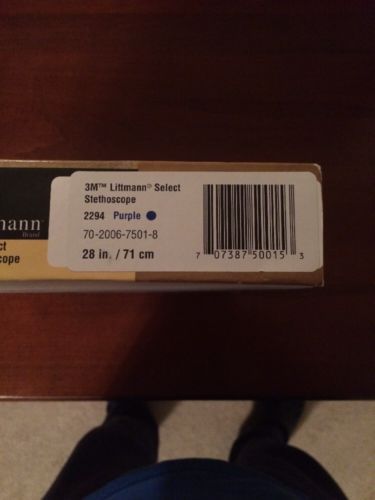 3M™ Littmann® Select
Stethoscope
2294 Purple
70-2006-7501-8
28 in. / 71 cm
7 07387 50015 3
mann
Brand
ct
cope